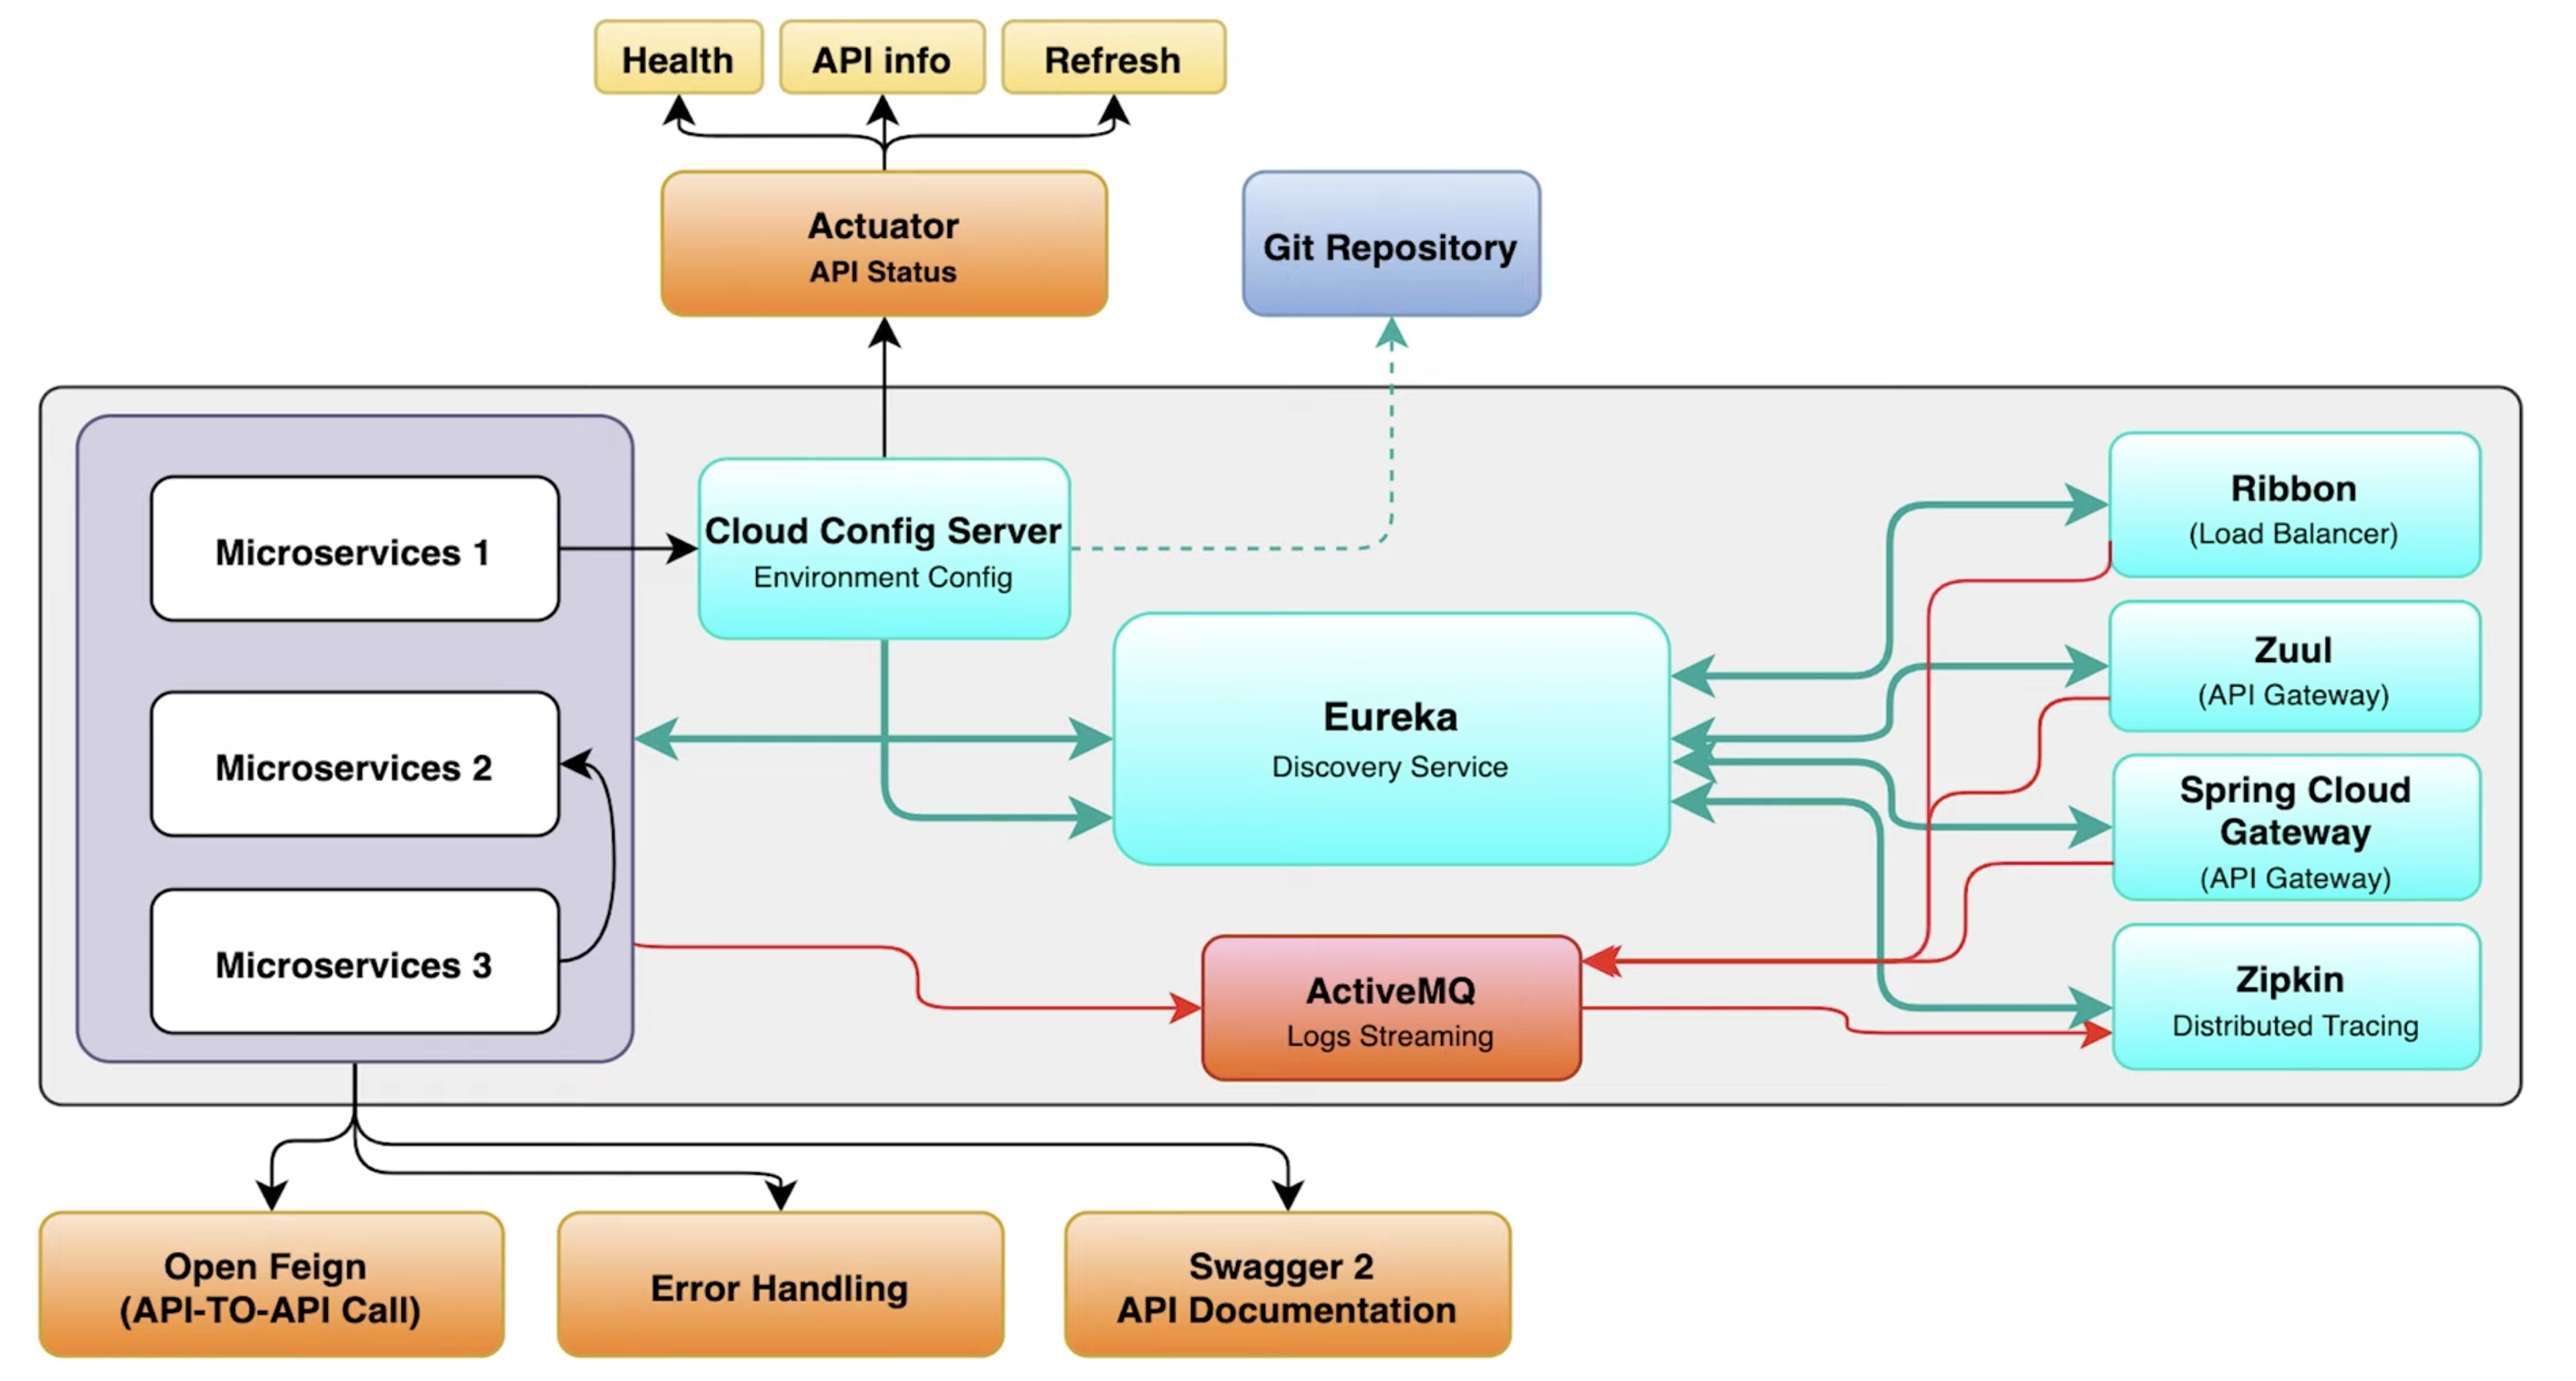 Health
API info
Refresh
Actuator
API Status
Git Repository
Microservices 1
Cloud Config Server
Environment Config
Ribbon
(Load Balancer)
Microservices 2
Eureka
Discovery Service
Zuul
(API Gateway)
Spring Cloud
Gateway
(API Gateway)
Microservices 3
ActiveMQ
Logs Streaming
Zipkin
Distributed Tracing
Open Feign
(API-TO-API Call)
Error Handling
Swagger 2
API Documentation